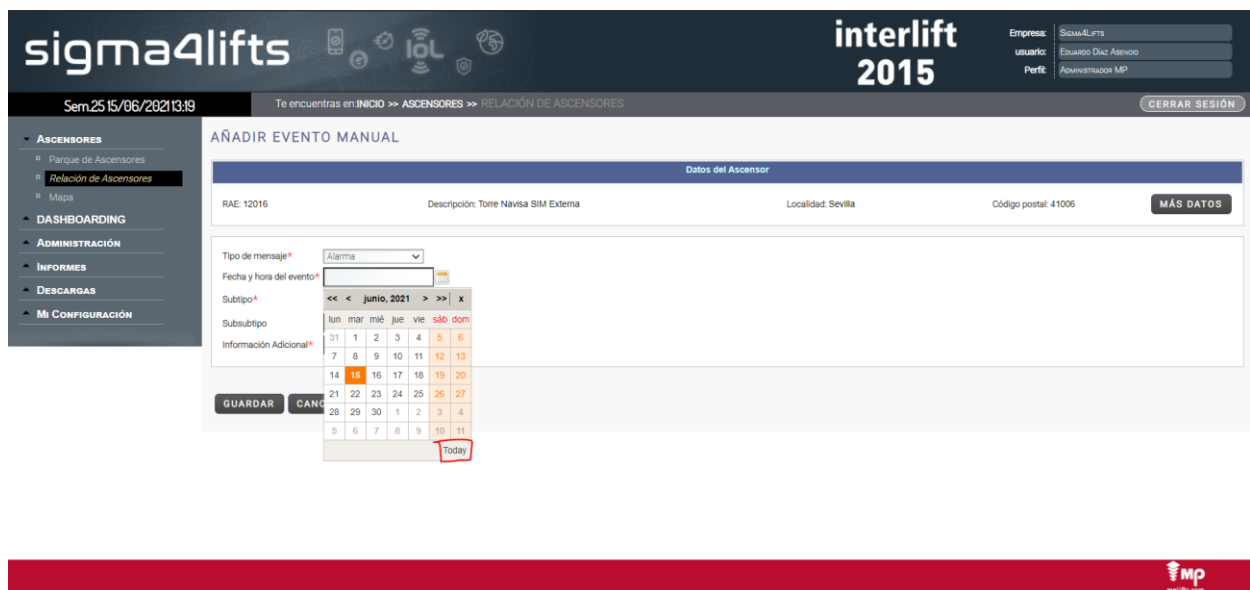 sigma4lifts
IoL
interlift
2015
Empresa: Sigma4Lifts
usuario: Eduardo Díaz Asencio
Perfil: Administrador MP
Sem.25 15/06/2021 13:19
Te encuentras en:INICIO >> ASCENSORES >> RELACIÓN DE ASCENSORES
CERRAR SESIÓN
Ascensores
Parque de Ascensores
Relación de Ascensores
Mapa
DASHBOARDING
Administración
Informes
Descargas
Mi Configuración
AÑADIR EVENTO MANUAL
Datos del Ascensor
RAE: 12016 Descripción: Torre Navisa SIM Externa Localidad: Sevilla Código postal: 41006 MÁS DATOS
Tipo de mensaje* Alarma
Fecha y hora del evento*
Subtipo*
Subsubtipo
Información Adicional*
<< < junio, 2021 > >> x
lun mar mié jue vie sáb dom
31 1 2 3 4 5 6
7 8 9 10 11 12 13
14 15 16 17 18 19 20
21 22 23 24 25 26 27
28 29 30 1 2 3 4
5 6 7 8 9 10 11
Today
GUARDAR CANC
MP